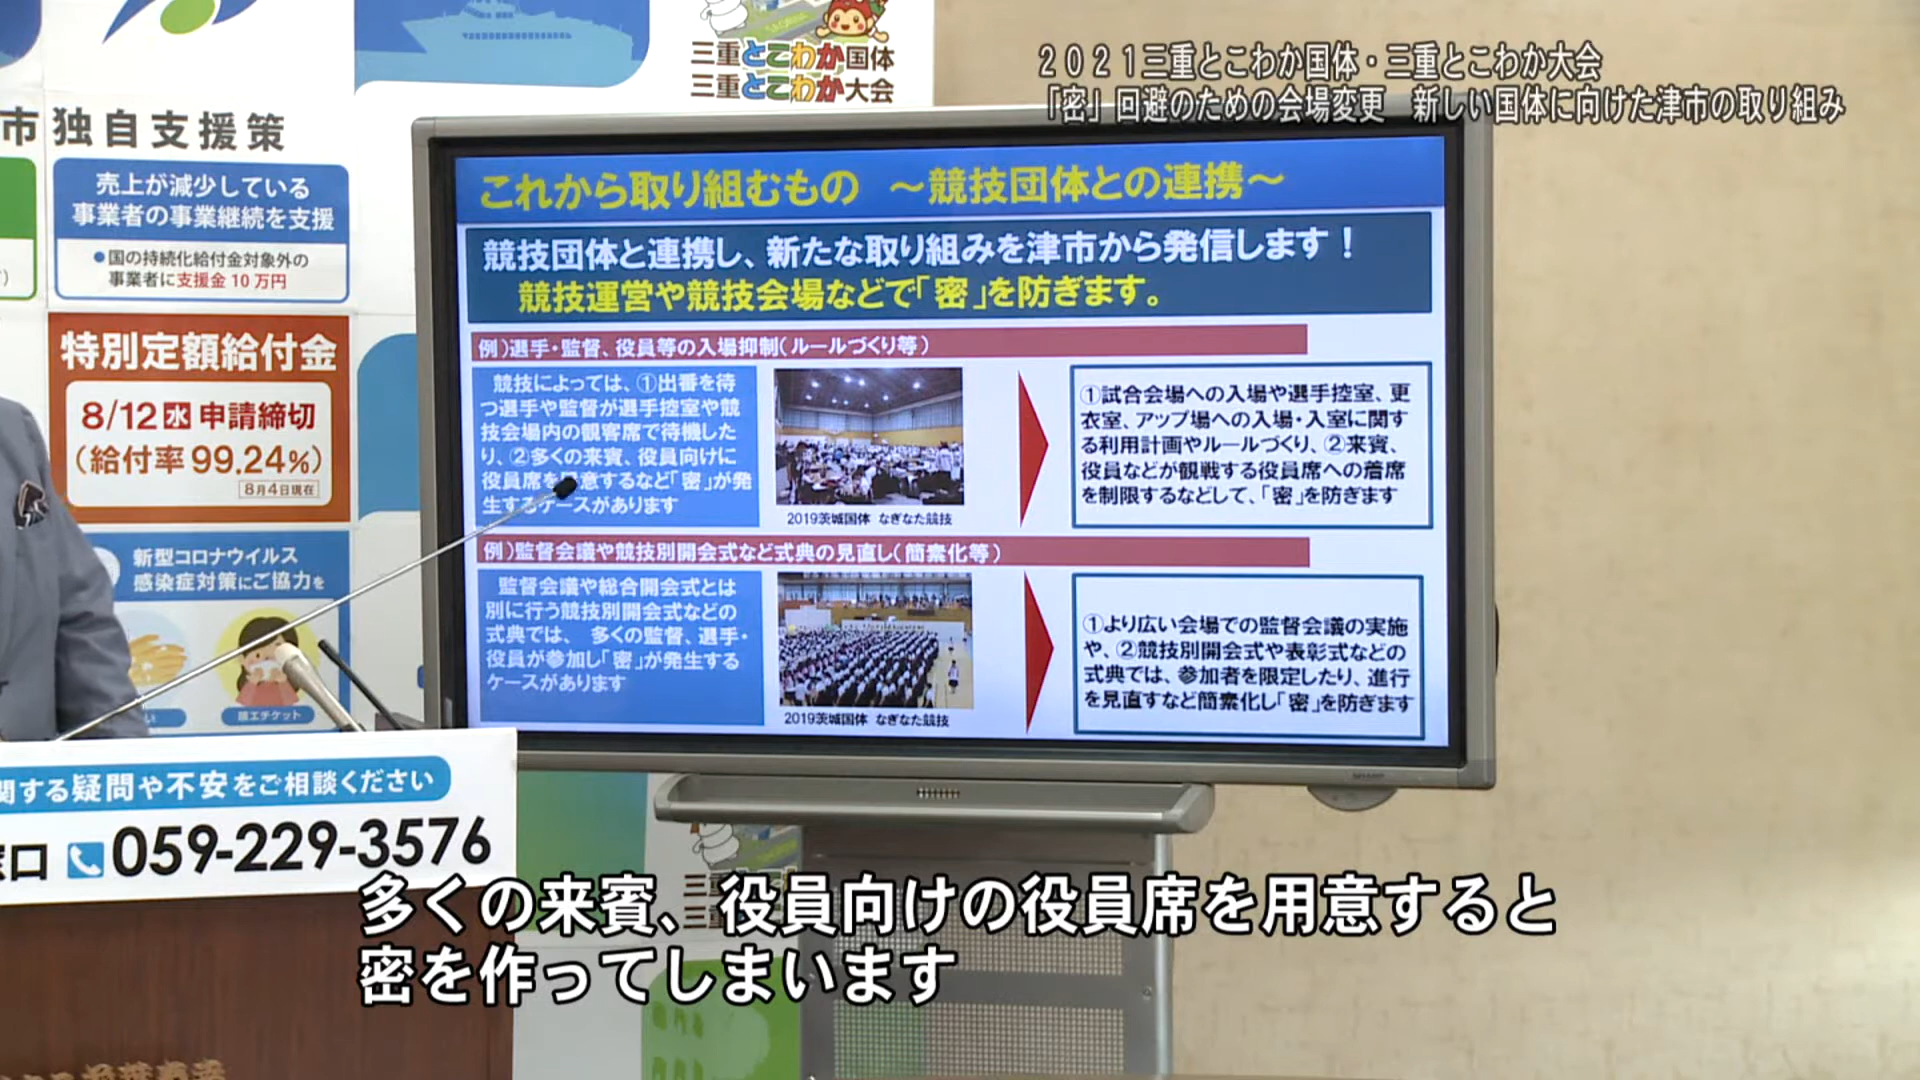 三重とこわか国体
三重とこわか大会
２０２１三重とこわか国体・三重とこわか大会
「密」回避のための会場変更　新しい国体に向けた津市の取り組み
市独自支援策
売上が減少している
事業者の事業継続を支援
●国の持続化給付金対象外の
事業者に支援金10万円
特別定額給付金
8/12水 申請締切
(給付率99.24%)
8月4日現在
新型コロナウイルス
感染症対策にご協力を
咳エチケット
これから取り組むもの ～競技団体との連携～
競技団体と連携し、新たな取り組みを津市から発信します！
競技運営や競技会場などで「密」を防ぎます。
例）選手・監督、役員等の入場抑制（ルールづくり等）
競技によっては、①出番を待
つ選手や監督が選手控室や競
技会場内の観客席で待機した
り、②多くの来賓、役員向けに
役員席を用意するなど「密」が発
生するケースがあります
2019茨城国体 なぎなた競技
①試合会場への入場や選手控室、更
衣室、アップ場への入場・入室に関す
る利用計画やルールづくり、②来賓、
役員などが観戦する役員席への着席
を制限するなどして、「密」を防ぎます
例）監督会議や競技別開会式など式典の見直し（簡素化等）
監督会議や総合開会式とは
別に行う競技別開会式などの
式典では、 多くの監督、選手・
役員が参加し「密」が発生する
ケースがあります
2019茨城国体 なぎなた競技
①より広い会場での監督会議の実施
や、②競技別開会式や表彰式などの
式典では、参加者を限定したり、進行
を見直すなど簡素化し「密」を防ぎます
SHARP
関する疑問や不安をご相談ください
窓口 059-229-3576
多くの来賓、役員向けの役員席を用意すると
密を作ってしまいます